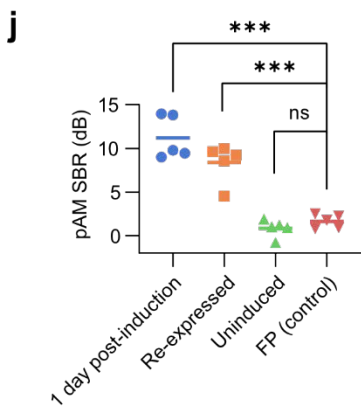 j
***
***
ns
pAM SBR (dB)
15
10
5
0
1 day post-induction
Re-expressed
Uninduced
FP (control)